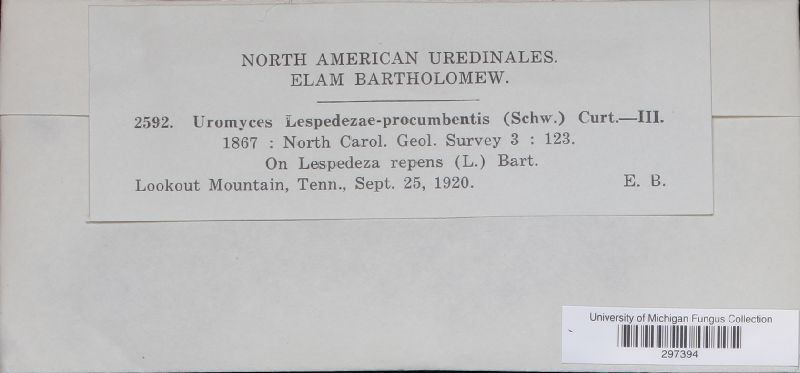 NORTH AMERICAN UREDINALES.
ELAM BARTHOLOMEW.
2592. Uromyces Lespedezae-procumbentis (Schw.) Curt.—III.
1867 : North Carol. Geol. Survey 3 : 123.
On Lespedeza repens (L.) Bart.
Lookout Mountain, Tenn., Sept. 25, 1920. E. B.
University of Michigan Fungus Collection
297394